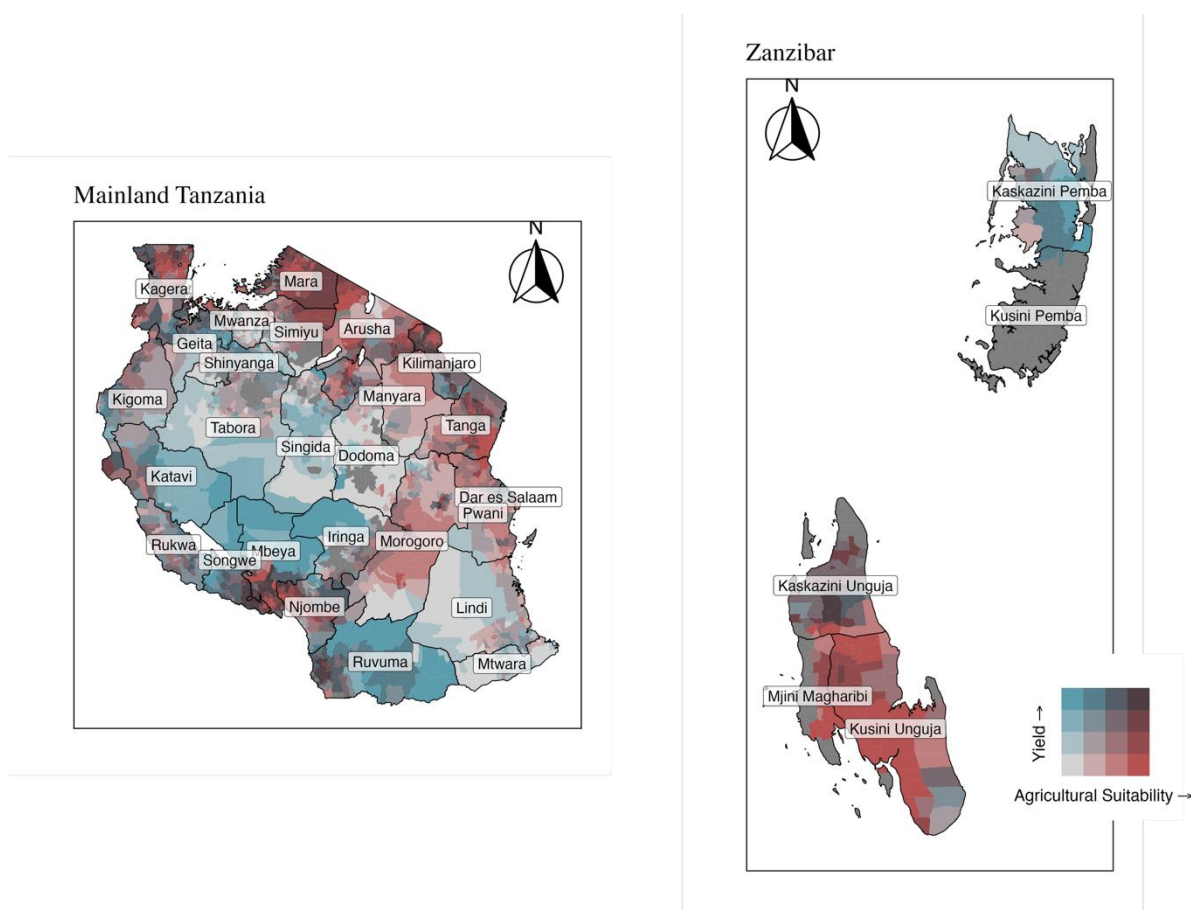 Mainland Tanzania
N
Kagera
Mara
Mwanza
Simiyu
Arusha
Geita
Shinyanga
Kilimanjaro
Kigoma
Manyara
Tabora
Tanga
Singida
Dodoma
Katavi
Dar es Salaam
Pwani
Iringa
Morogoro
Rukwa
Mbeya
Songwe
Njombe
Lindi
Ruvuma
Mtwara
Zanzibar
N
Kaskazini Pemba
Kusini Pemba
Kaskazini Unguja
Mjini Magharibi
Kusini Unguja
Yield →
Agricultural Suitability →